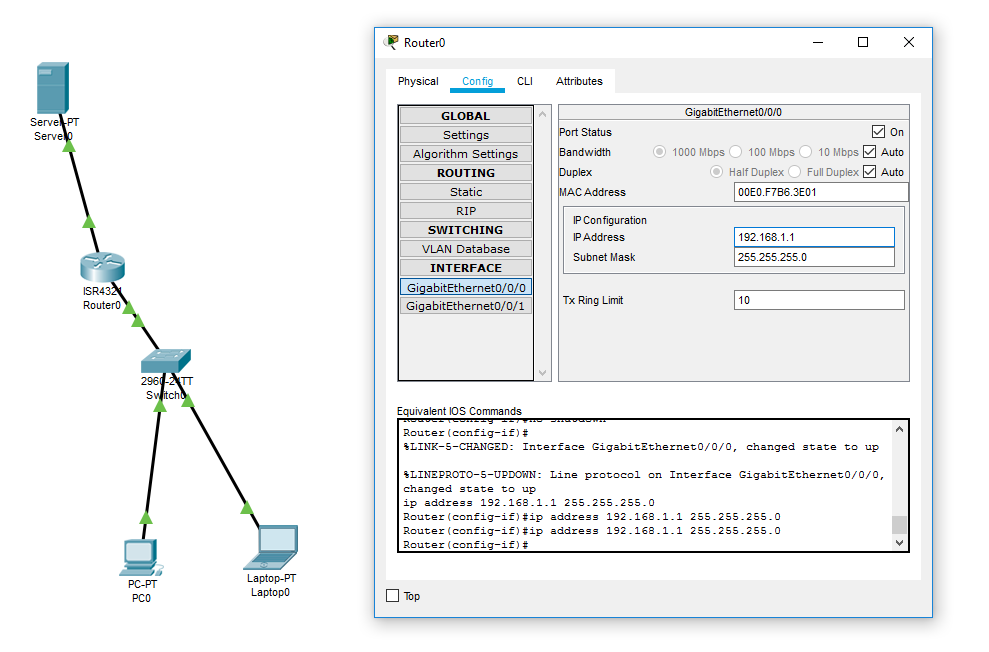 Server-PT
Server0
ISR4321
Router0
2960-24TT
Switch0
PC-PT
PC0
Laptop-PT
Laptop0
Router0
Physical
Config
CLI
Attributes
GLOBAL
Settings
Algorithm Settings
ROUTING
Static
RIP
SWITCHING
VLAN Database
INTERFACE
GigabitEthernet0/0/0
GigabitEthernet0/0/1
GigabitEthernet0/0/0
Port Status On
Bandwidth 1000 Mbps 100 Mbps 10 Mbps Auto
Duplex Half Duplex Full Duplex Auto
MAC Address 00E0.F7B6.3E01
IP Configuration
IP Address 192.168.1.1
Subnet Mask 255.255.255.0
Tx Ring Limit 10
Equivalent IOS Commands
Router(config-if)#no shutdown
Router(config-if)#
%LINK-5-CHANGED: Interface GigabitEthernet0/0/0, changed state to up
%LINEPROTO-5-UPDOWN: Line protocol on Interface GigabitEthernet0/0/0,
changed state to up
ip address 192.168.1.1 255.255.255.0
Router(config-if)#ip address 192.168.1.1 255.255.255.0
Router(config-if)#ip address 192.168.1.1 255.255.255.0
Router(config-if)#
Top